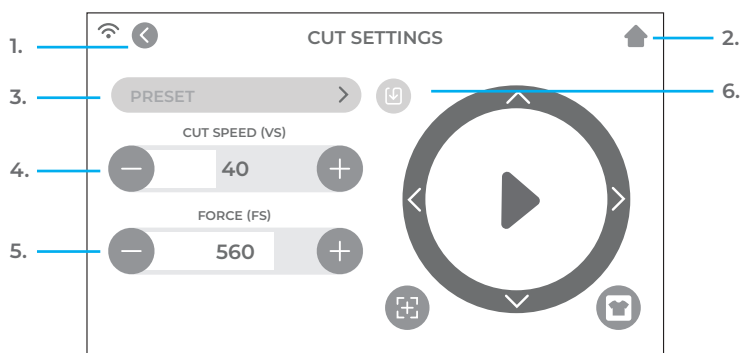 CUT SETTINGS
1.
2.
3.
PRESET
6.
CUT SPEED (VS)
4.
40
FORCE (FS)
5.
560